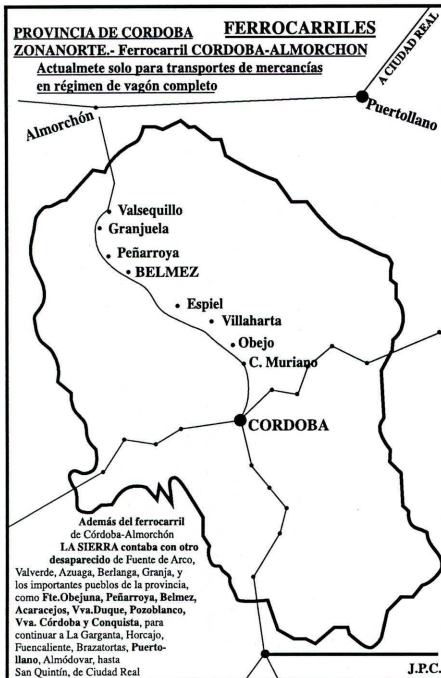 PROVINCIA DE CORDOBA FERROCARRILES
ZONANORTE.- Ferrocarril CORDOBA-ALMORCHON
Actualmete solo para transportes de mercancías
en régimen de vagón completo
A CIUDAD REAL
Puertollano
Almorchón
Valsequillo
Granjuela
Peñarroya
BELMEZ
Espiel
Villaharta
Obejo
C. Muriano
CORDOBA
Además del ferrocarril
de Córdoba-Almorchón
LA SIERRA contaba con otro
desaparecido de Fuente de Arco,
Valverde, Azuaga, Berlanga, Granja, y
los importantes pueblos de la provincia,
como Fte.Obejuna, Peñarroya, Belmez,
Acaracejos, Vva.Duque, Pozoblanco,
Vva. Córdoba y Conquista, para
continuar a La Garganta, Horcajo,
Fuencaliente, Brazatortas, Puerto-
llano, Almódovar, hasta
San Quintín, de Ciudad Real
J.P.C.